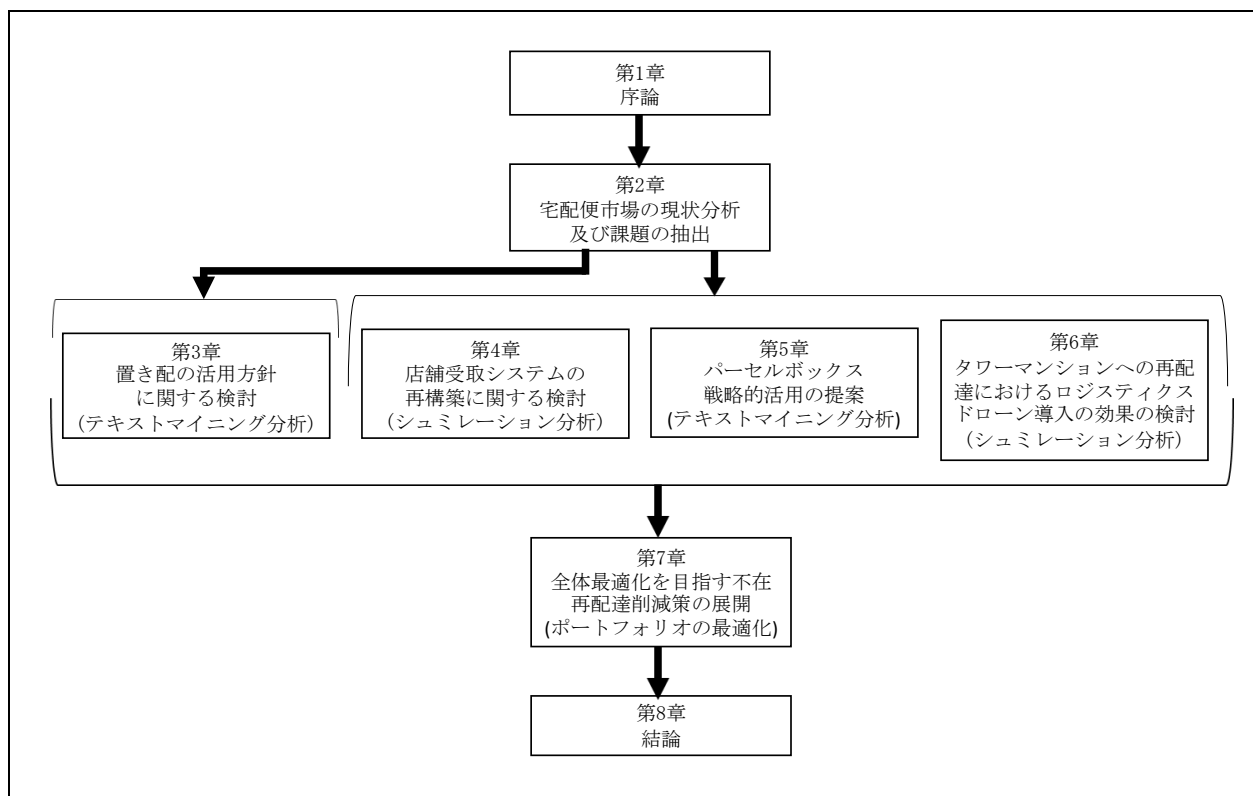 第1章
序論
第2章
宅配便市場の現状分析
及び課題の抽出
第3章
置き配の活用方針
に関する検討
(テキストマイニング分析)
第4章
店舗受取システムの
再構築に関する検討
（シュミレーション分析）
第5章
パーセルボックス
戦略的活用の提案
(テキストマイニング分析)
第6章
タワーマンションへの再配
達におけるロジスティクス
ドローン導入の効果の検討
（シュミレーション分析）
第7章
全体最適化を目指す不在
再配達削減策の展開
(ポートフォリオの最適化)
第8章
結論